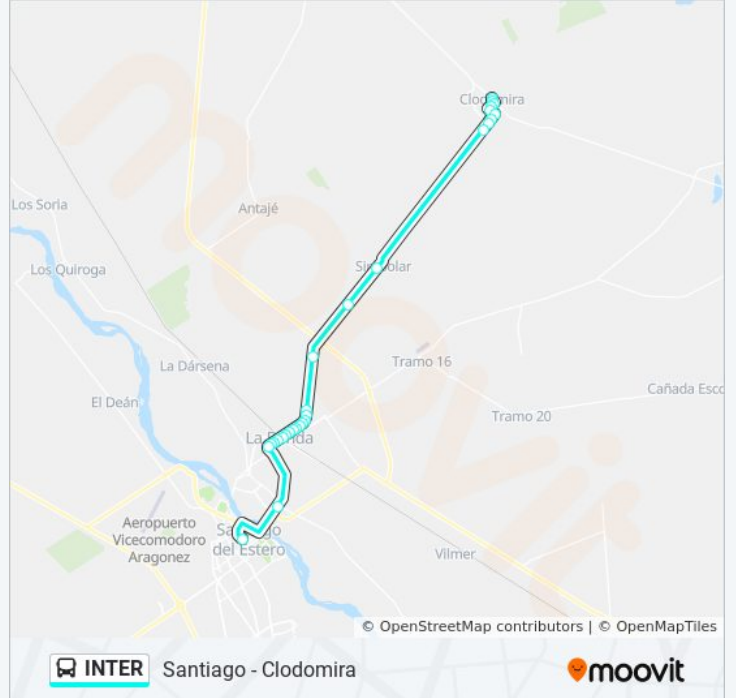 Clodomira
Los Soria
Antajé
Simbolar
Los Quiroga
La Dársena
Tramo 16
Cañada Esco
El Deán
Tramo 20
La Banda
Aeropuerto
Vicecomodoro
Aragonez
Santiago
del Estero
Vilmer
© OpenStreetMap contributors | © OpenMapTiles
INTER Santiago - Clodomira
moovit
moovit